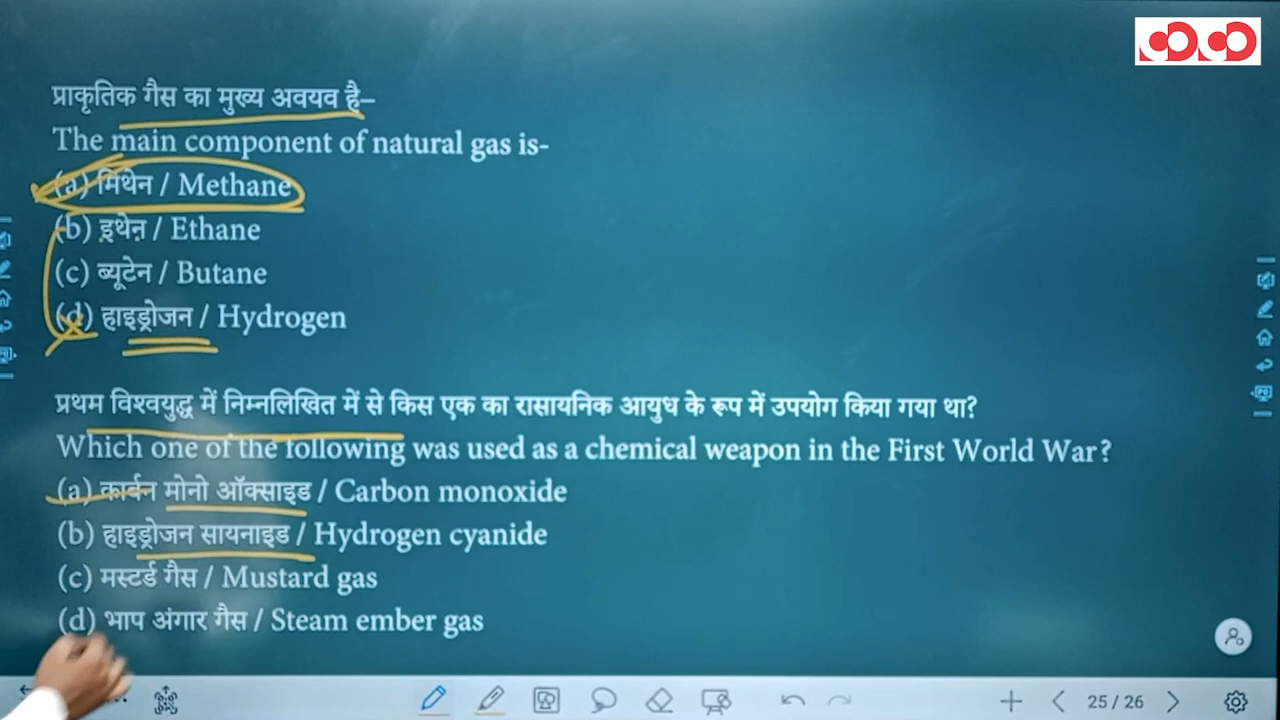 प्राकृतिक गैस का मुख्य अवयव है–
The main component of natural gas is-
(a) मिथेन / Methane
(b) इथेन / Ethane
(c) ब्यूटेन / Butane
(d) हाइड्रोजन / Hydrogen
प्रथम विश्वयुद्ध में निम्नलिखित में से किस एक का रासायनिक आयुध के रूप में उपयोग किया गया था?
Which one of the following was used as a chemical weapon in the First World War?
(a) कार्बन मोनो ऑक्साइड / Carbon monoxide
(b) हाइड्रोजन सायनाइड / Hydrogen cyanide
(c) मस्टर्ड गैस / Mustard gas
(d) भाप अंगार गैस / Steam ember gas
25 / 26